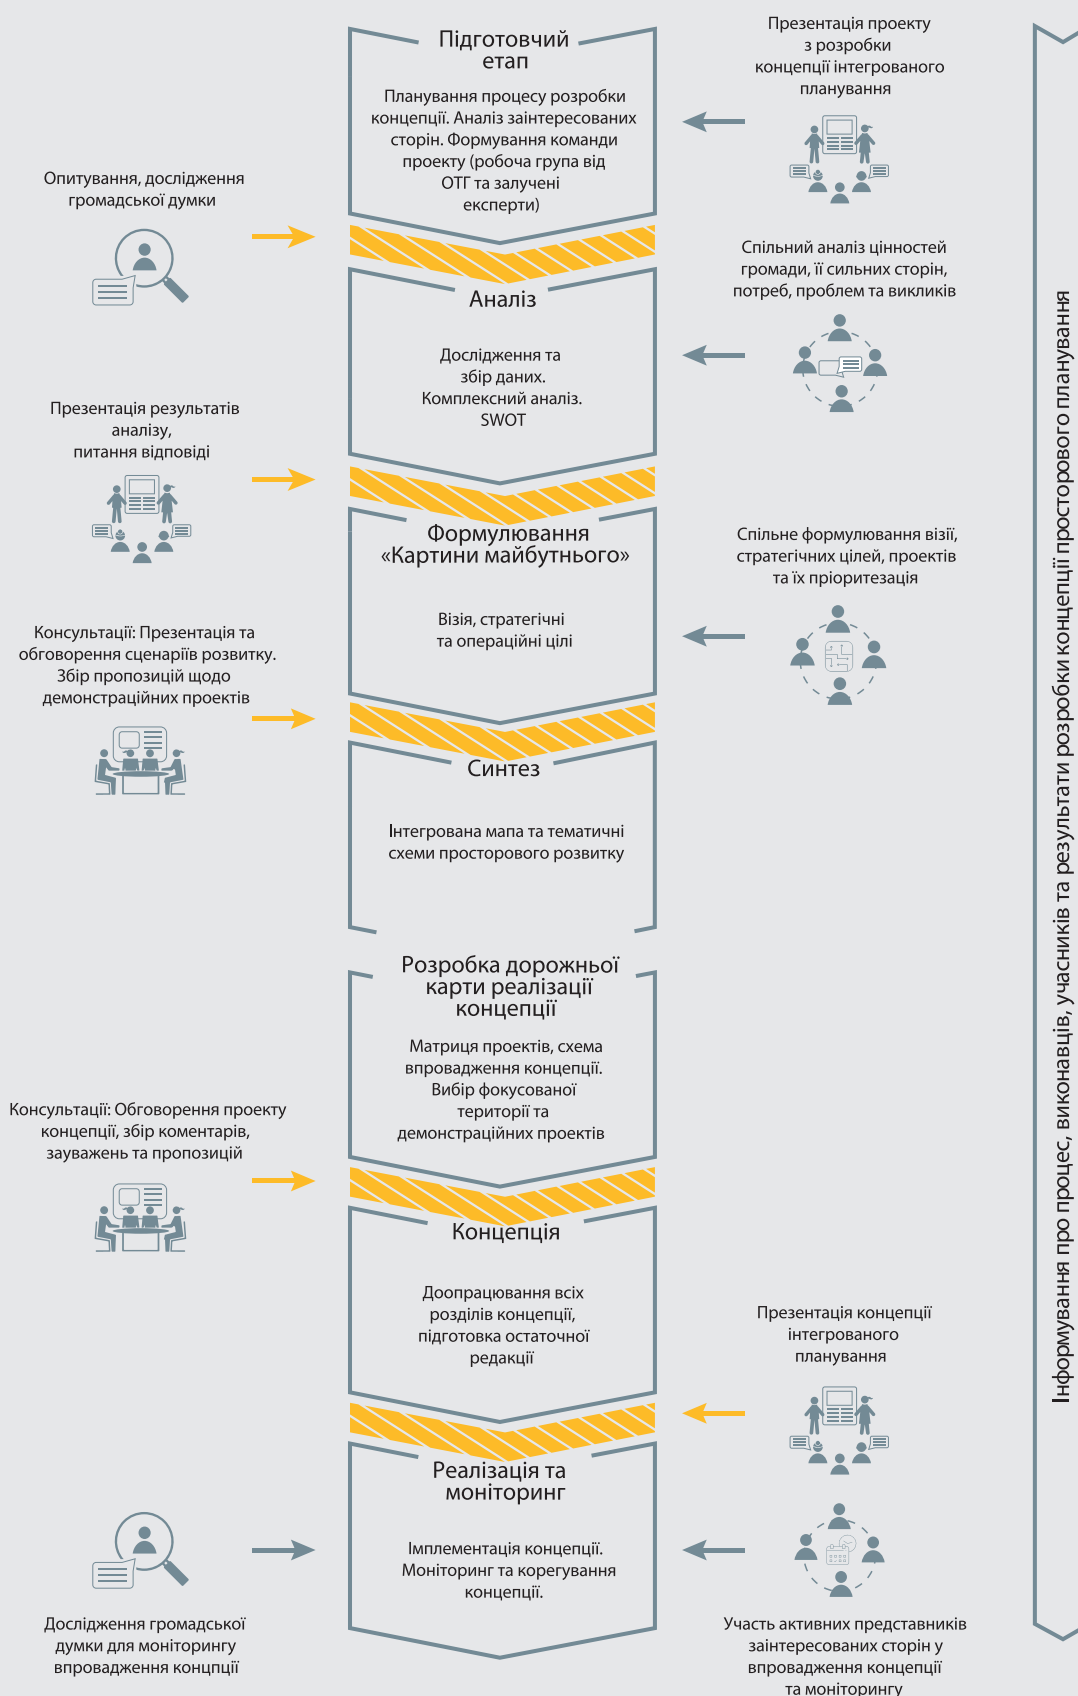 Підготовчий
етап
Планування процесу розробки
концепції. Аналіз заінтересованих
сторін. Формування команди
проекту (робоча група від
ОТГ та залучені
експерти)
Презентація проекту
з розробки
концепції інтегрованого
планування
Опитування, дослідження
громадської думки
Аналіз
Дослідження та
збір даних.
Комплексний аналіз.
SWOT
Спільний аналіз цінностей
громади, її сильних сторін,
потреб, проблем та викликів
Презентація результатів
аналізу,
питання відповіді
Формулювання
«Картини майбутнього»
Візія, стратегічні
та операційні цілі
Спільне формулювання візії,
стратегічних цілей, проектів
та їх пріоритезація
Консультації: Презентація та
обговорення сценаріїв розвитку.
Збір пропозицій щодо
демонстраційних проектів
Синтез
Інтегрована мапа та тематичні
схеми просторового розвитку
Розробка дорожньої
карти реалізації
концепції
Матриця проектів, схема
впровадження концепції.
Вибір фокусованої
території та
демонстраційних проектів
Консультації: Обговорення проекту
концепції, збір коментарів,
зауважень та пропозицій
Концепція
Доопрацювання всіх
розділів концепції,
підготовка остаточної
редакції
Презентація концепції
інтегрованого
планування
Реалізація та
моніторинг
Імплементація концепції.
Моніторинг та корегування
концепції.
Дослідження громадської
думки для моніторингу
впровадження концпції
Участь активних представників
заінтересованих сторін у
впровадження концепції
та моніторингу
Інформування про процес, виконавців, учасників та результати розробки концепції просторового планування